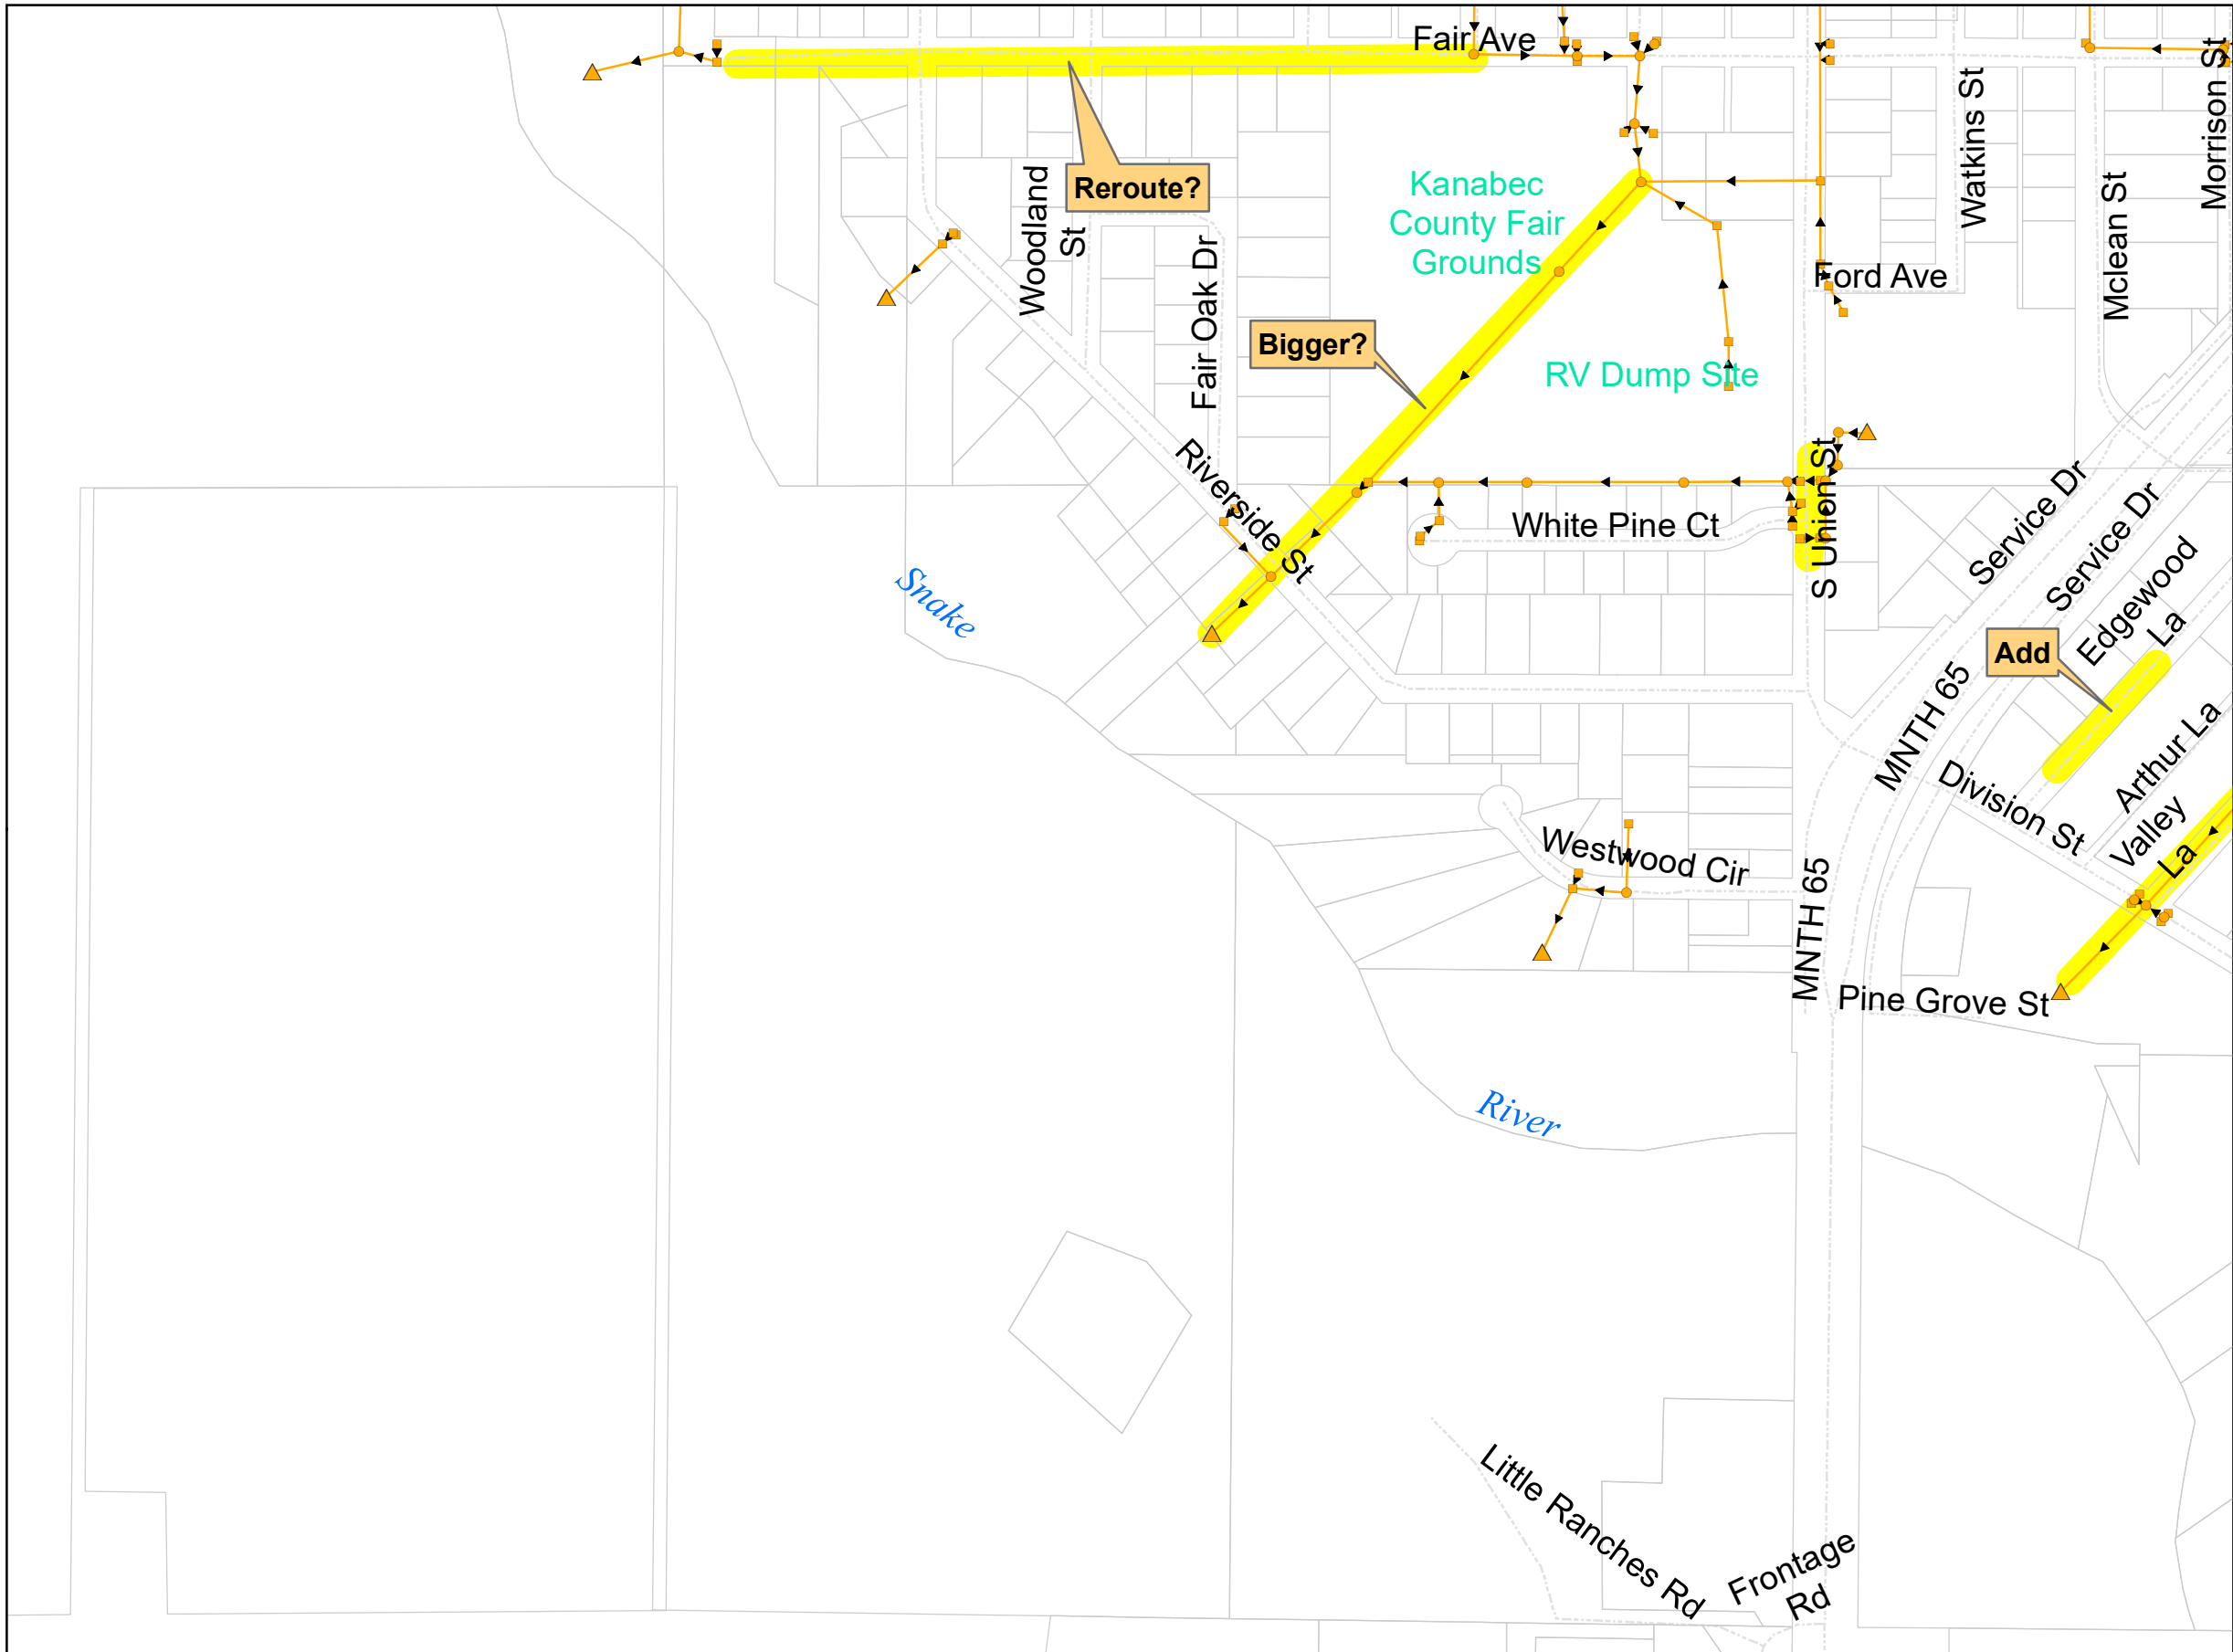 Fair Ave
Morrison St
Watkins St
Mclean St
Reroute?
Kanabec
County Fair
Grounds
Woodland
St
Fair Oak Dr
Ford Ave
Bigger?
RV Dump Site
Riverside St
S Union St
White Pine Ct
Service Dr
Service Dr
Snake
Edgewood
La
Add
MNTH 65
Arthur La
Division St
Valley
La
Westwood Cir
MNTH 65
Pine Grove St
River
Little Ranches Rd
Frontage
Rd